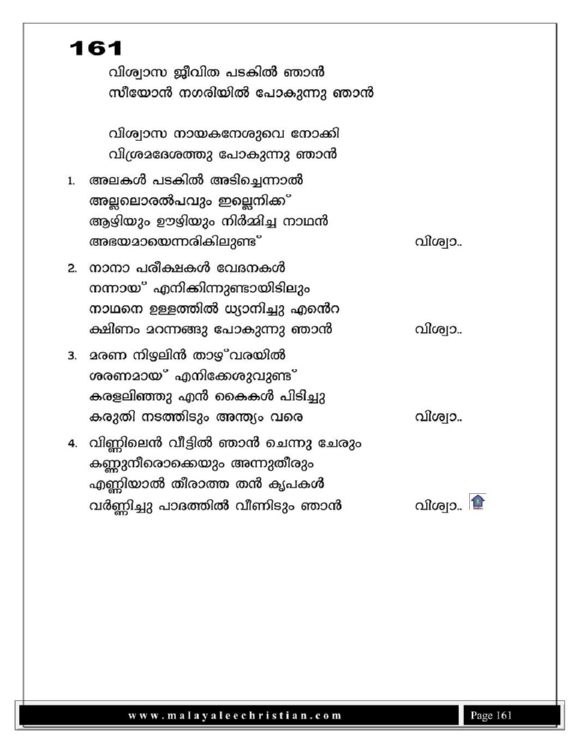 161
വിശ്വാസ ജീവിത പടകിൽ ഞാൻ
സീയോൻ നഗരിയിൽ പോകുന്നു ഞാൻ
വിശ്വാസ നായകനേശുവെ നോക്കി
വിശ്രമദേശത്തു പോകുന്നു ഞാൻ
1. അലകൾ പടകിൽ അടിച്ചെന്നാൽ
അല്ലലൊരൽപവും ഇല്ലെനിക്ക്
ആഴിയും ഊഴിയും നിർമ്മിച്ച നാഥൻ
അഭയമായെന്നരികിലുണ്ട് വിശ്വാ..
2. നാനാ പരീക്ഷകൾ വേദനകൾ
നന്നായ് എനിക്കിന്നുണ്ടായിടിലും
നാഥനെ ഉള്ളത്തിൽ ധ്യാനിച്ചു എൻെറ
ക്ഷിണം മറന്നങ്ങു പോകുന്നു ഞാൻ വിശ്വാ..
3. മരണ നിഴലിൻ താഴ്വരയിൽ
ശരണമായ് എനിക്കേശുവുണ്ട്
കരളലിഞ്ഞു എൻ കൈകൾ പിടിച്ചു
കരുതി നടത്തിടും അന്ത്യം വരെ വിശ്വാ..
4. വിണ്ണിലെൻ വീട്ടിൽ ഞാൻ ചെന്നു ചേരും
കണ്ണുനീരൊക്കെയും അന്നുതീരും
എണ്ണിയാൽ തീരാത്ത തൻ കൃപകൾ
വർണ്ണിച്ചു പാദത്തിൽ വീണിടും ഞാൻ വിശ്വാ..
www.malayaleechristian.com Page 161